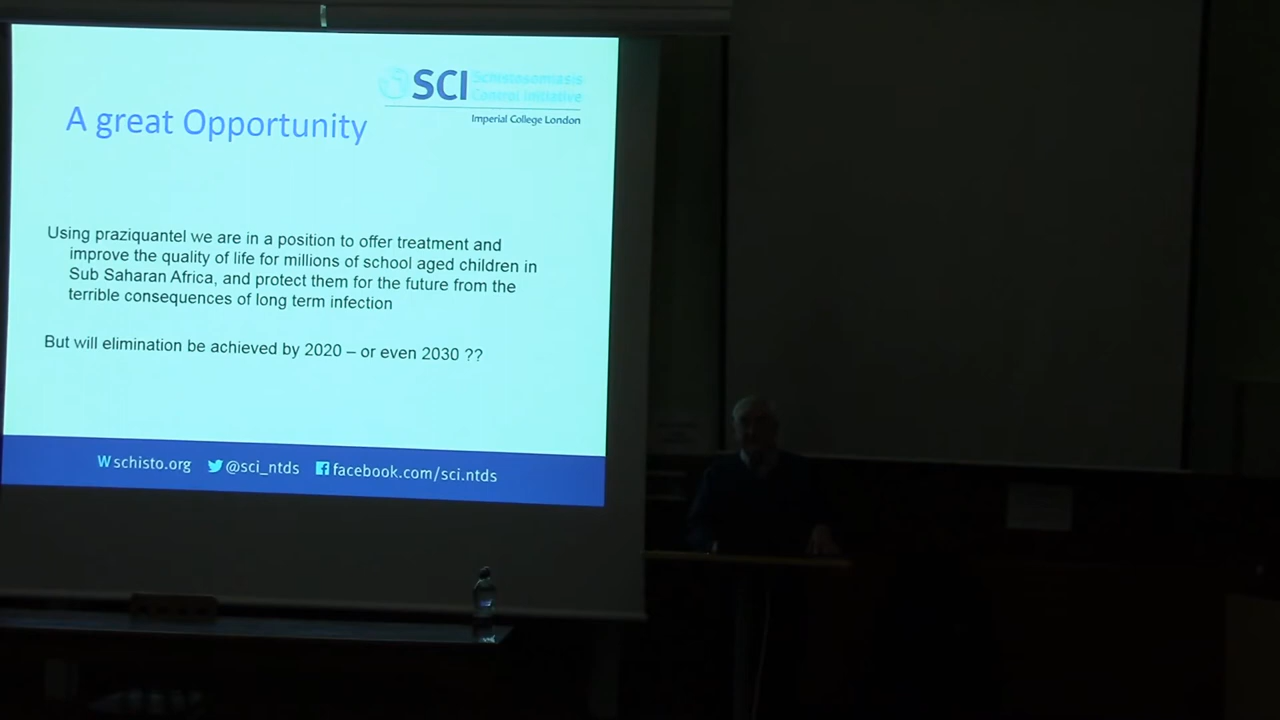 SCI Schistosomiasis
Control Initiative
Imperial College London
A great Opportunity
Using praziquantel we are in a position to offer treatment and
improve the quality of life for millions of school aged children in
Sub Saharan Africa, and protect them for the future from the
terrible consequences of long term infection
But will elimination be achieved by 2020 – or even 2030 ??
W schisto.org @sci_ntds facebook.com/sci.ntds